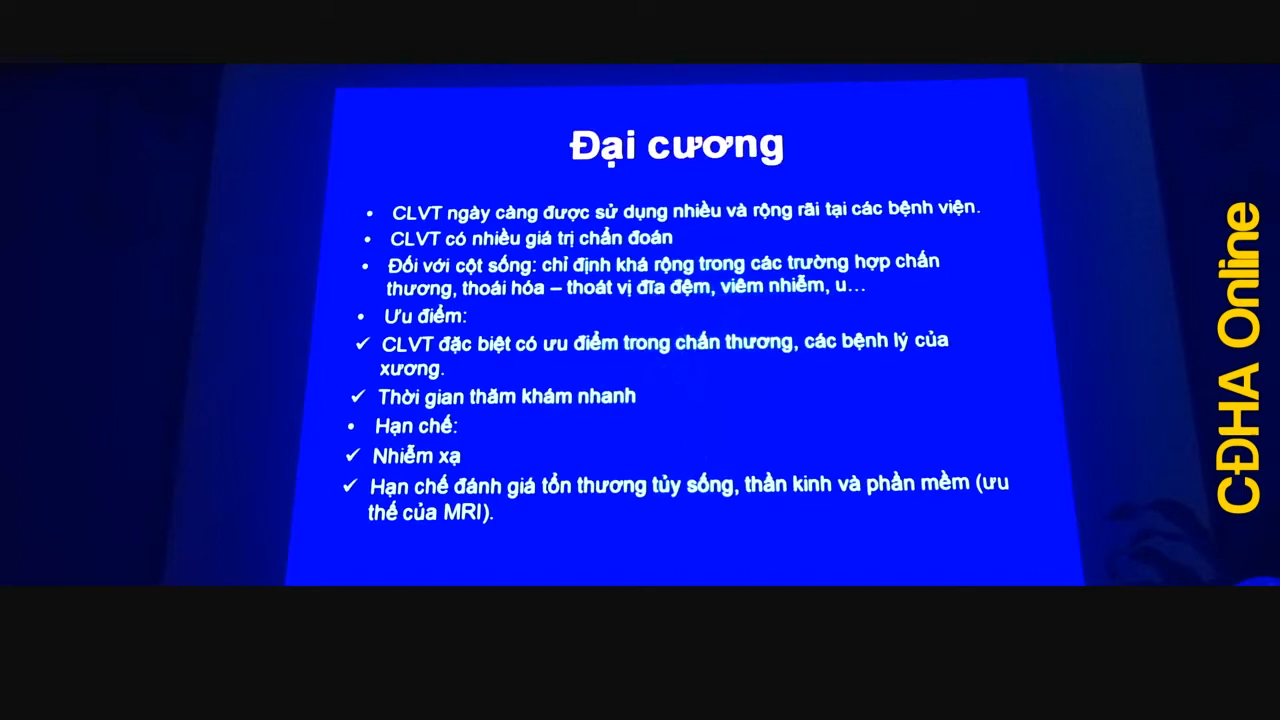 Đại cương
• CLVT ngày càng được sử dụng nhiều và rộng rãi tại các bệnh viện.
• CLVT có nhiều giá trị chẩn đoán
• Đối với cột sống: chỉ định khá rộng trong các trường hợp chấn
thương, thoái hóa – thoát vị đĩa đệm, viêm nhiễm, u...
• Ưu điểm:
✓ CLVT đặc biệt có ưu điểm trong chấn thương, các bệnh lý của
xương.
✓ Thời gian thăm khám nhanh
• Hạn chế:
✓ Nhiễm xạ
✓ Hạn chế đánh giá tổn thương tủy sống, thần kinh và phần mềm (ưu
thế của MRI).
CĐHA Online